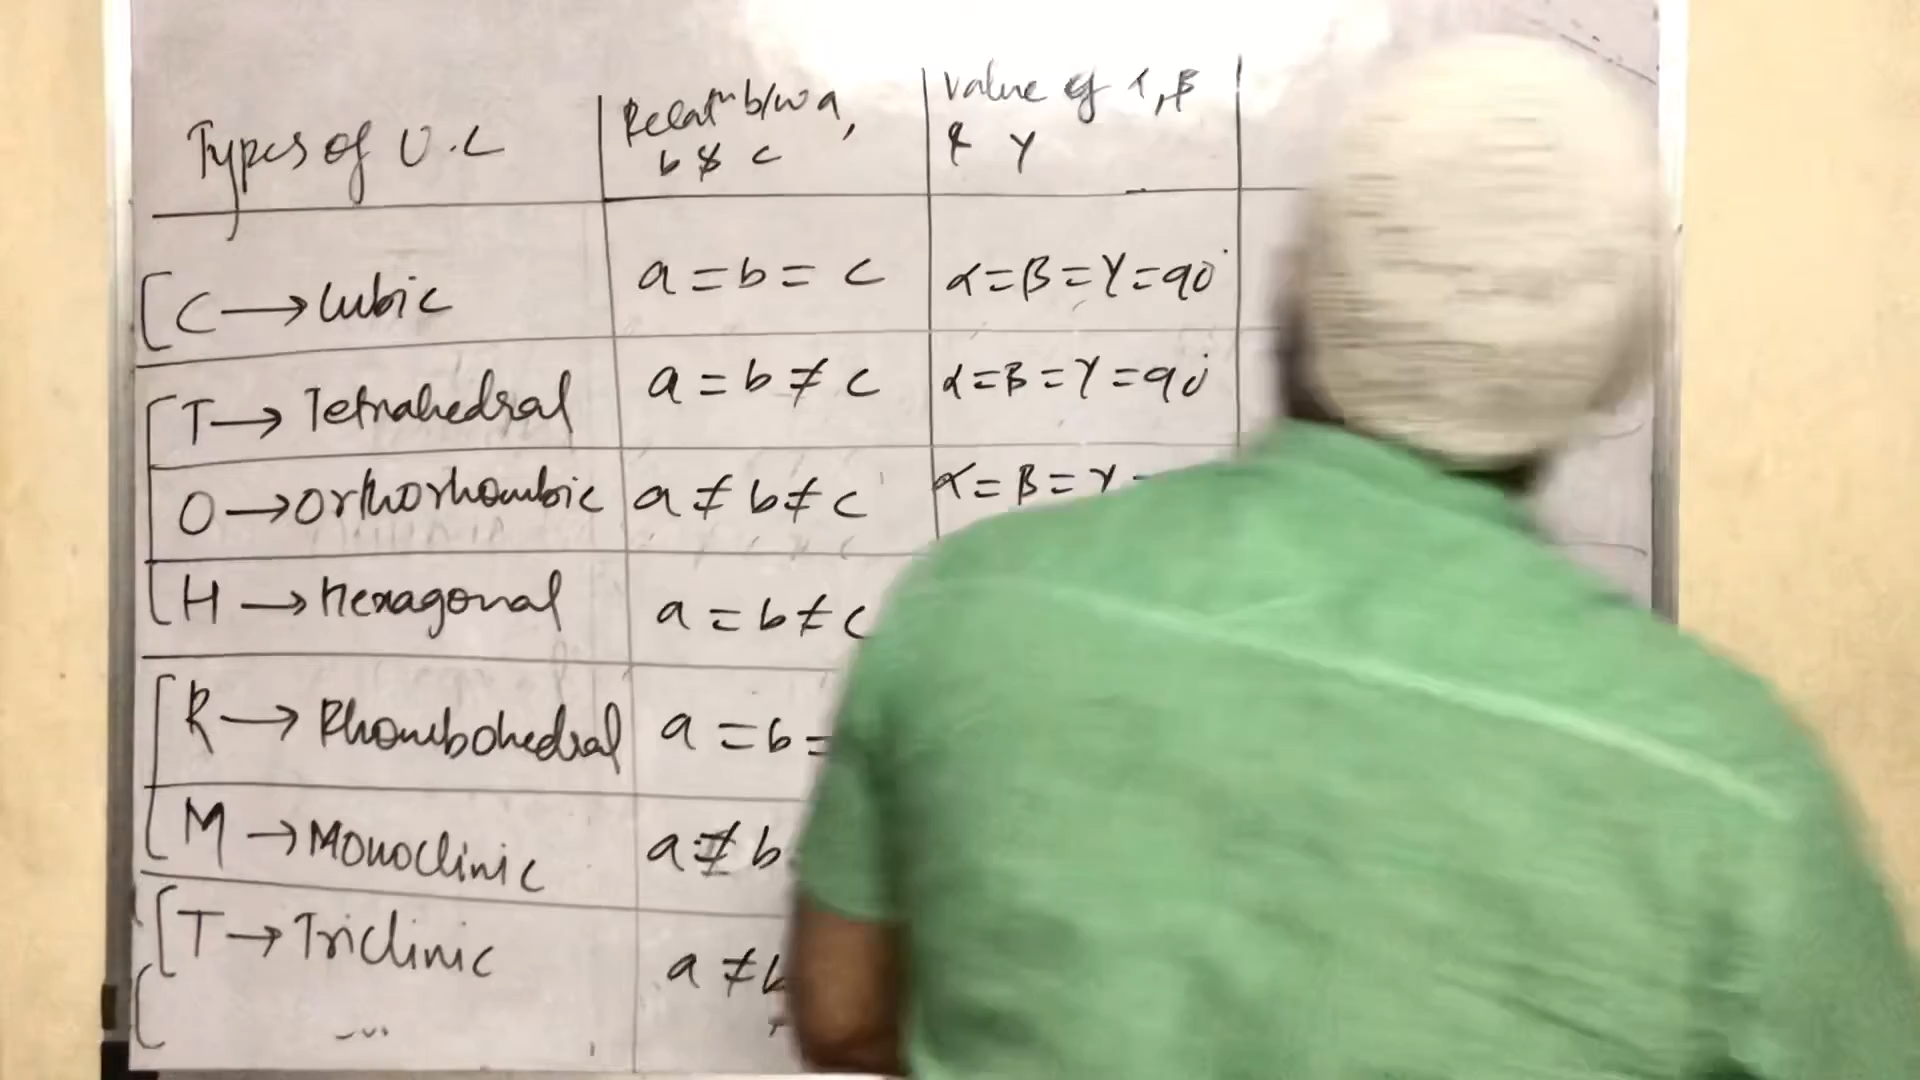 Types of U.C
Relatⁿ b/w a,
b & c
Value of α, β
& γ
[C → Cubic
a = b = c
α = β = γ = 90°
T → Tetrahedral
a = b ≠ c
α = β = γ = 90°
O → Orthorhombic
a ≠ b ≠ c
α = β = γ
H → Hexagonal
a = b ≠ c
R → Rhombohedral
a = b =
M → Monoclinic
a ≠ b
T → Triclinic
a ≠ b